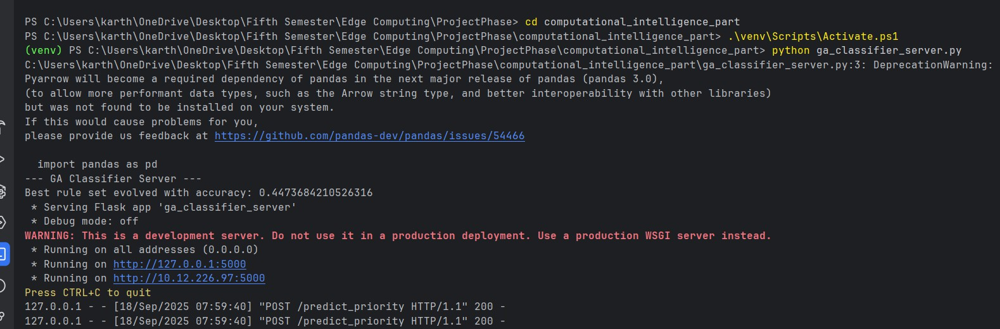 PS C:\Users\karth\OneDrive\Desktop\Fifth Semester\Edge Computing\ProjectPhase> cd computational_intelligence_part
PS C:\Users\karth\OneDrive\Desktop\Fifth Semester\Edge Computing\ProjectPhase\computational_intelligence_part> .\venv\Scripts\Activate.ps1
(venv) PS C:\Users\karth\OneDrive\Desktop\Fifth Semester\Edge Computing\ProjectPhase\computational_intelligence_part> python ga_classifier_server.py
C:\Users\karth\OneDrive\Desktop\Fifth Semester\Edge Computing\ProjectPhase\computational_intelligence_part\ga_classifier_server.py:3: DeprecationWarning:
Pyarrow will become a required dependency of pandas in the next major release of pandas (pandas 3.0),
(to allow more performant data types, such as the Arrow string type, and better interoperability with other libraries)
but was not found to be installed on your system.
If this would cause problems for you,
please provide us feedback at https://github.com/pandas-dev/pandas/issues/54466
  import pandas as pd
--- GA Classifier Server ---
Best rule set evolved with accuracy: 0.4473684210526316
 * Serving Flask app 'ga_classifier_server'
 * Debug mode: off
WARNING: This is a development server. Do not use it in a production deployment. Use a production WSGI server instead.
 * Running on all addresses (0.0.0.0)
 * Running on http://127.0.0.1:5000
 * Running on http://10.12.226.97:5000
Press CTRL+C to quit
127.0.0.1 - - [18/Sep/2025 07:59:40] "POST /predict_priority HTTP/1.1" 200 -
127.0.0.1 - - [18/Sep/2025 07:59:40] "POST /predict_priority HTTP/1.1" 200 -